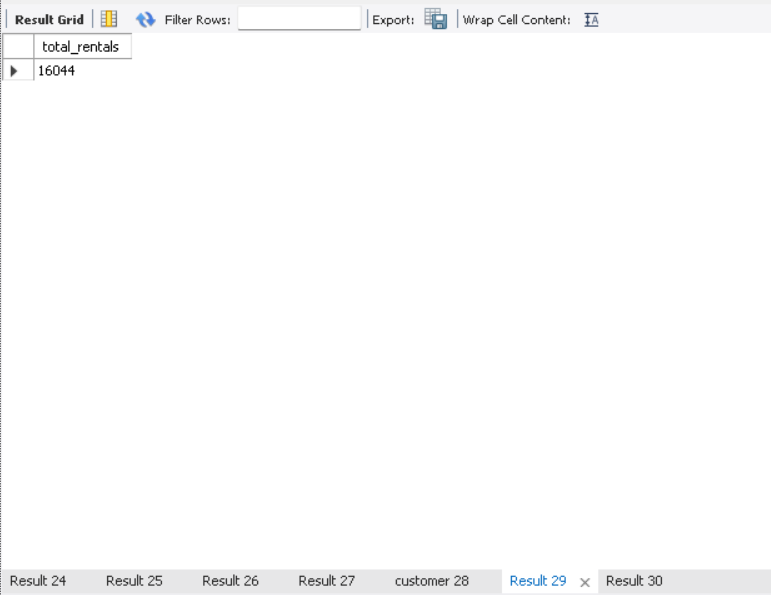 Result Grid Filter Rows: Export: Wrap Cell Content: IA
total_rentals
16044
Result 24 Result 25 Result 26 Result 27 customer 28 Result 29 × Result 30